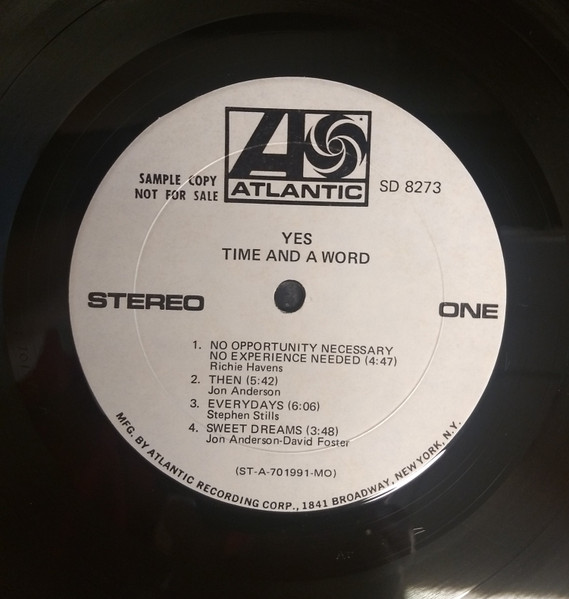 ATLANTIC
SAMPLE COPY
NOT FOR SALE
SD 8273
YES
TIME AND A WORD
STEREO
ONE
1. NO OPPORTUNITY NECESSARY
NO EXPERIENCE NEEDED (4:47)
Richie Havens
2. THEN (5:42)
Jon Anderson
3. EVERYDAYS (6:06)
Stephen Stills
4. SWEET DREAMS (3:48)
Jon Anderson-David Foster
(ST-A-701991-MO)
MFG. BY ATLANTIC RECORDING CORP., 1841 BROADWAY, NEW YORK, N.Y.